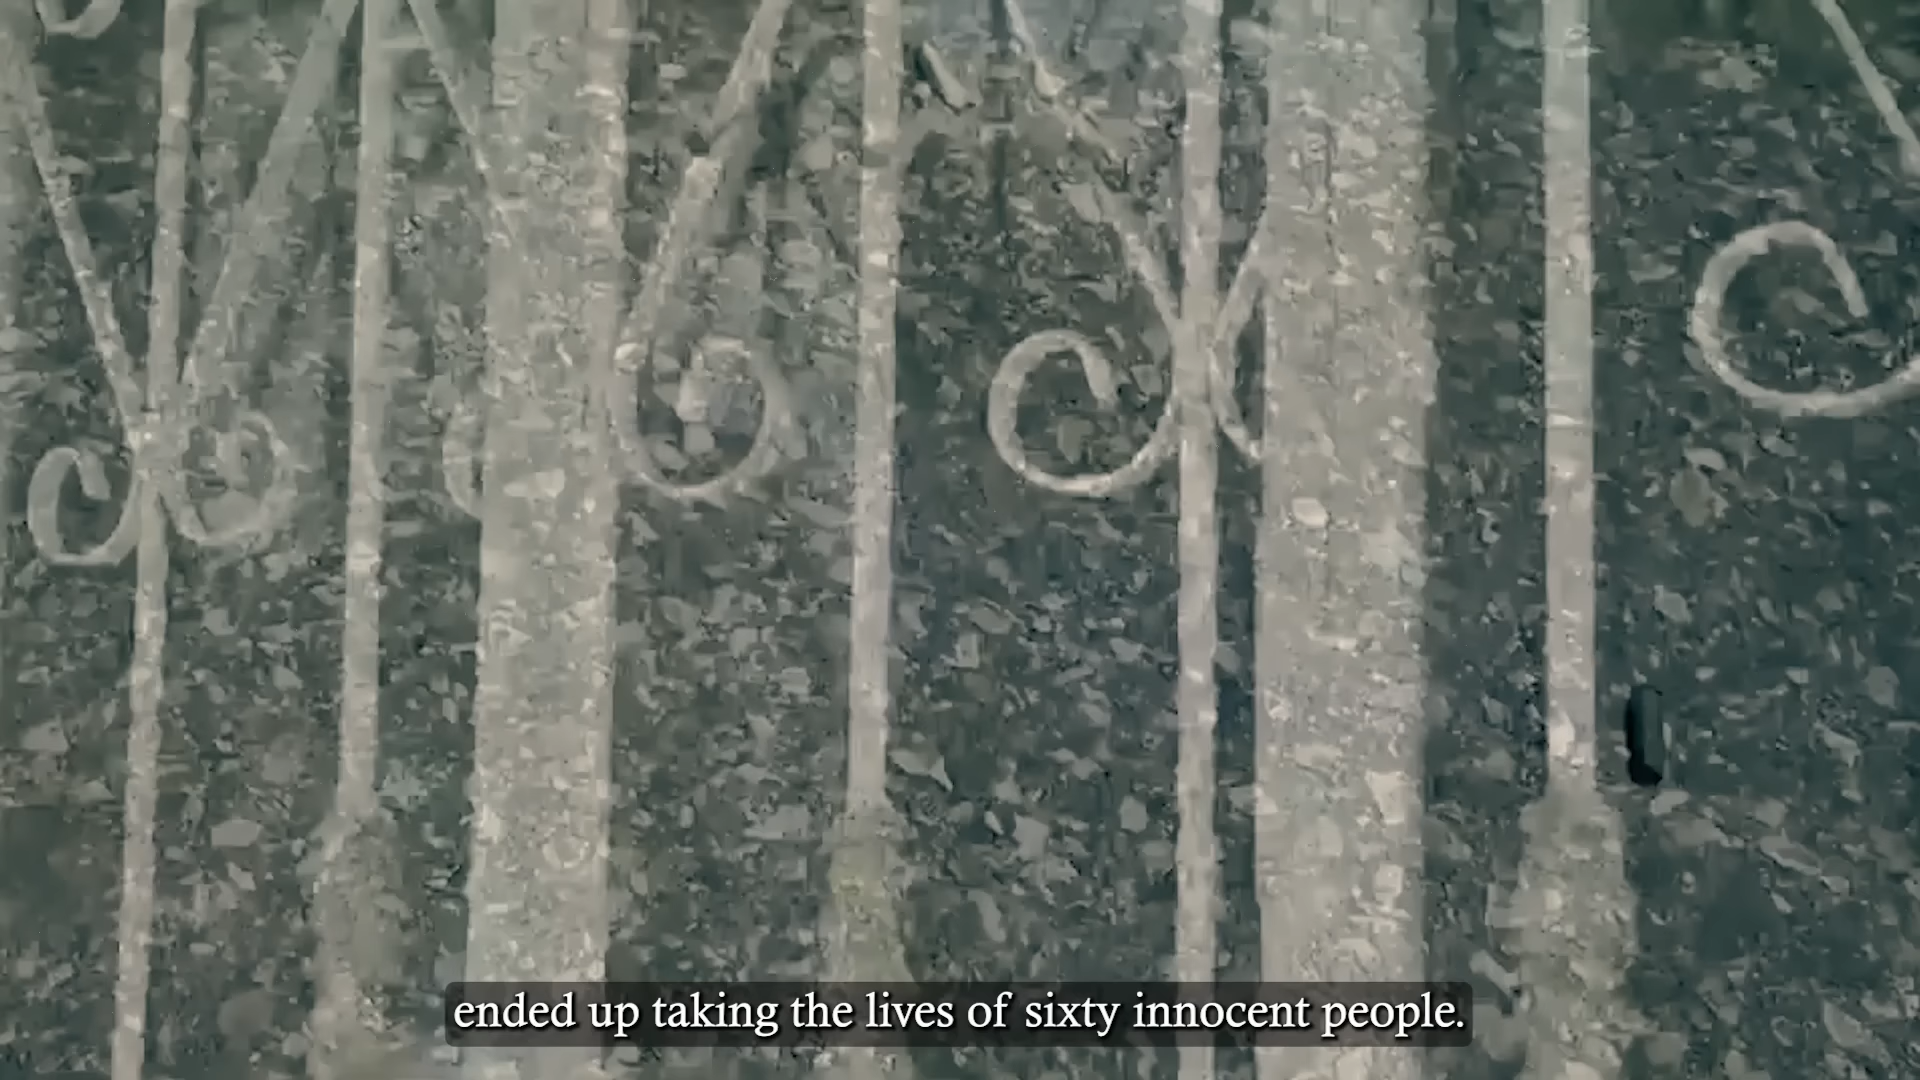 ended up taking the lives of sixty innocent people.